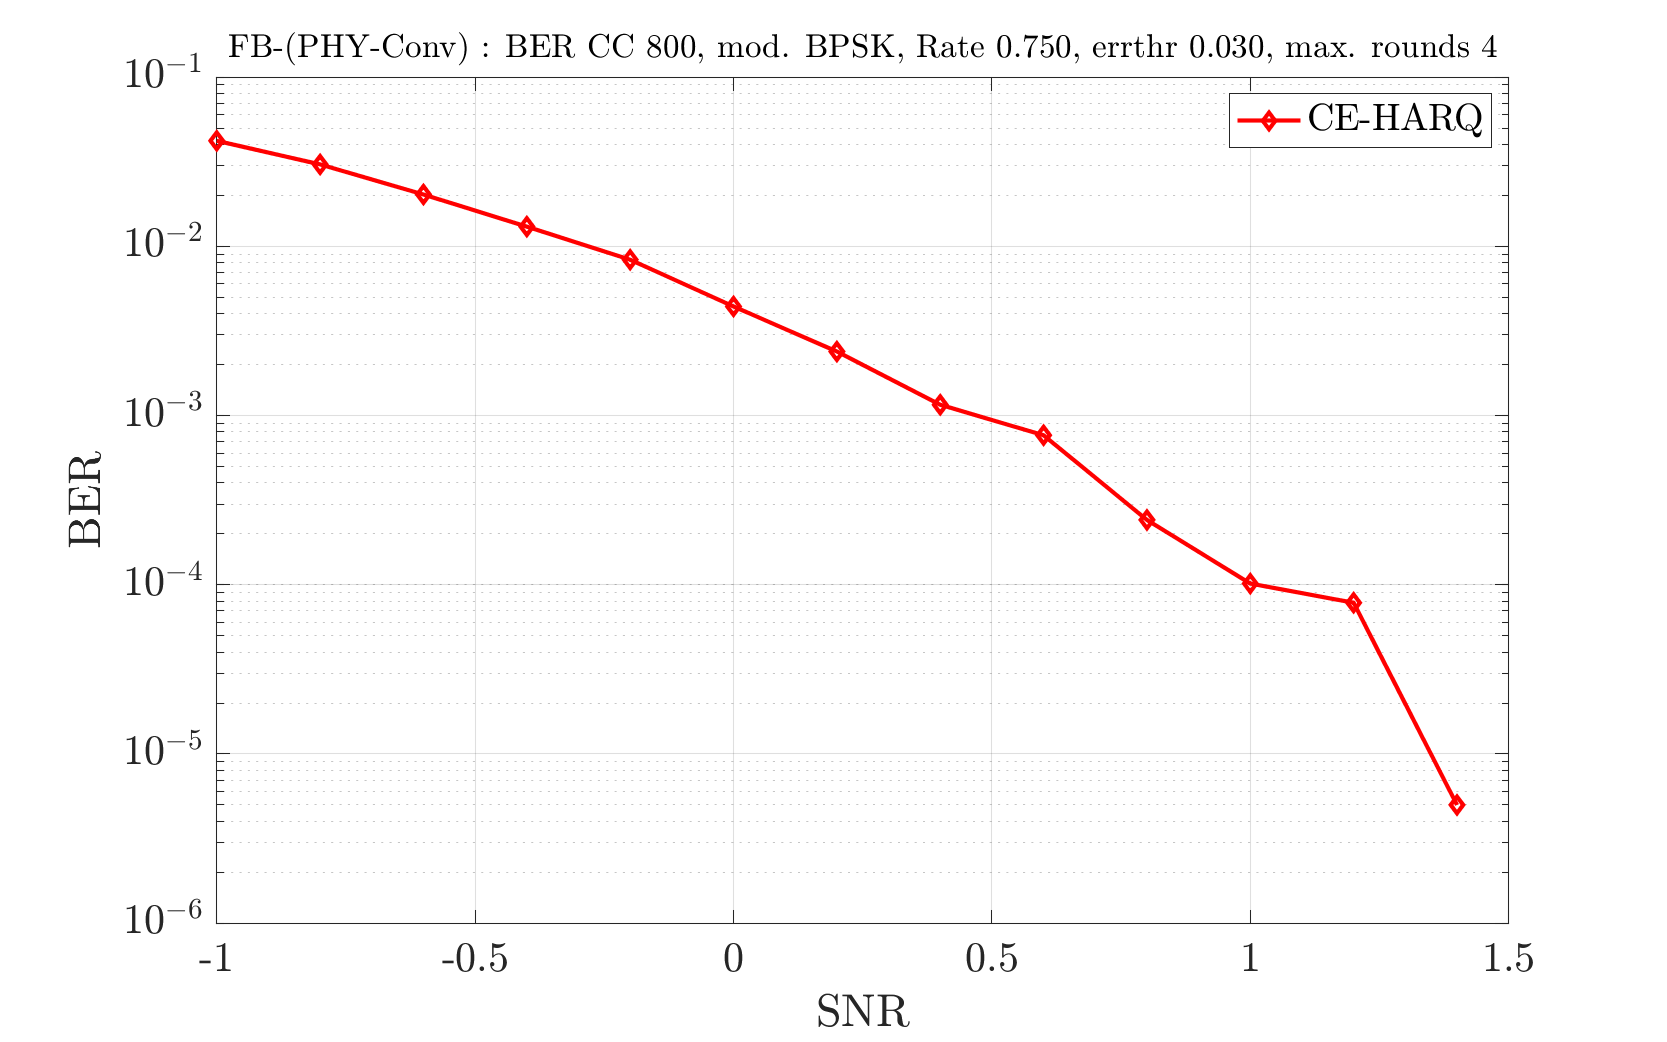 FB-(PHY-Conv) : BER CC 800, mod. BPSK, Rate 0.750, errthr 0.030, max. rounds 4
CE-HARQ
10⁻¹
10⁻²
10⁻³
10⁻⁴
10⁻⁵
10⁻⁶
BER
-1 -0.5 0 0.5 1 1.5
SNR